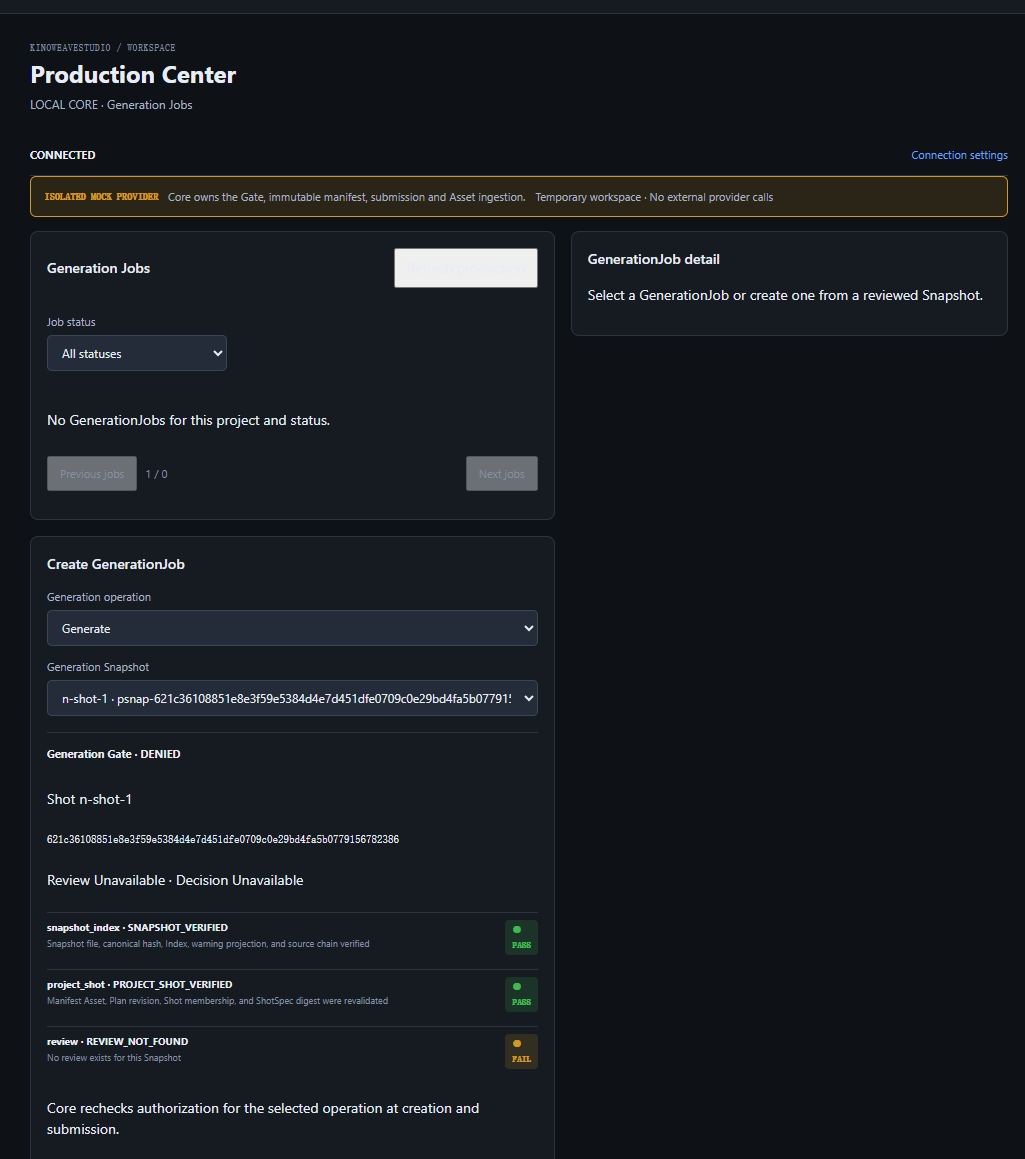 KINOWEAVESTUDIO / WORKSPACE
Production Center
LOCAL CORE · Generation Jobs
CONNECTED
Connection settings
ISOLATED MOCK PROVIDER Core owns the Gate, immutable manifest, submission and Asset ingestion. Temporary workspace · No external provider calls
Generation Jobs
Job status
All statuses
No GenerationJobs for this project and status.
Previous jobs 1 / 0 Next jobs
GenerationJob detail
Select a GenerationJob or create one from a reviewed Snapshot.
Create GenerationJob
Generation operation
Generate
Generation Snapshot
n-shot-1 · psnap-621c36108851e8e3f59e5384d4e7d451dfe0709c0e29bd4fa5b077915
Generation Gate · DENIED
Shot n-shot-1
621c36108851e8e3f59e5384d4e7d451dfe0709c0e29bd4fa5b0779156782386
Review Unavailable · Decision Unavailable
snapshot_index · SNAPSHOT_VERIFIED
Snapshot file, canonical hash, Index, warning projection, and source chain verified
PASS
project_shot · PROJECT_SHOT_VERIFIED
Manifest Asset, Plan revision, Shot membership, and ShotSpec digest were revalidated
PASS
review · REVIEW_NOT_FOUND
No review exists for this Snapshot
FAIL
Core rechecks authorization for the selected operation at creation and
submission.